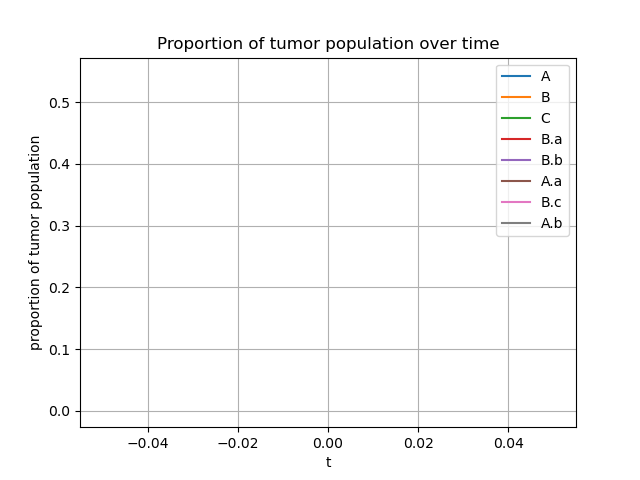 Proportion of tumor population over time
proportion of tumor population
0.5
0.4
0.3
0.2
0.1
0.0
A
B
C
B.a
B.b
A.a
B.c
A.b
−0.04
−0.02
0.00
0.02
0.04
t